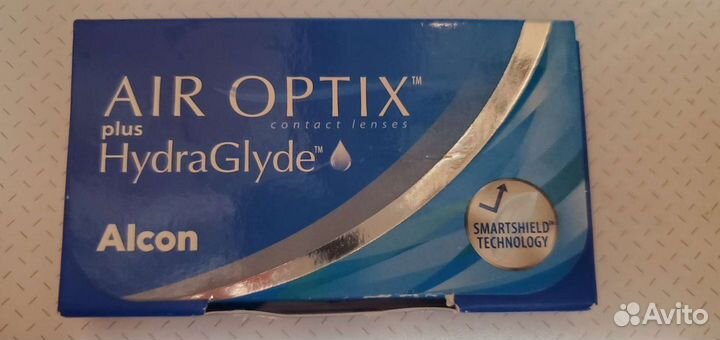 AIR OPTIX™
plus
contact lenses
HydraGlyde™
Alcon
SMARTSHIELD™
TECHNOLOGY
Avito